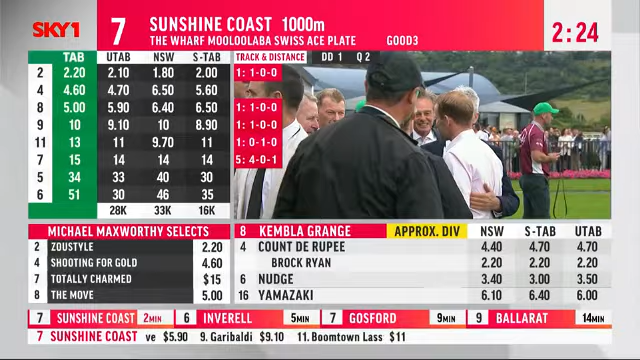 SKY1
7 SUNSHINE COAST 1000m
THE WHARF MOOLOOLABA SWISS ACE PLATE GOOD3
2:24
TAB UTAB NSW S-TAB TRACK & DISTANCE DD 1 Q 2
2 2.20 2.10 1.80 2.00 1: 1-0-0
4 4.60 4.70 6.50 5.60
8 5.00 5.90 6.40 6.50 1: 1-0-0
9 10 9.10 10 8.90 1: 1-0-0
11 13 11 9.70 11 1: 0-1-0
7 15 14 14 14 5: 4-0-1
5 34 33 40 30
6 51 30 46 35
28K 33K 16K
MICHAEL MAXWORTHY SELECTS
2 ZOUSTYLE 2.20
4 SHOOTING FOR GOLD 4.60
7 TOTALLY CHARMED $15
8 THE MOVE 5.00
8 KEMBLA GRANGE APPROX. DIV NSW S-TAB UTAB
4 COUNT DE RUPEE 4.40 4.70 4.70
BROCK RYAN 2.20 2.20 2.20
6 NUDGE 3.40 3.00 3.50
16 YAMAZAKI 6.10 6.40 6.00
7 SUNSHINE COAST 2MIN 6 INVERELL 5MIN 7 GOSFORD 9MIN 9 BALLARAT 14MIN
7 SUNSHINE COAST ve $5.90 9. Garibaldi $9.10 11. Boomtown Lass $11